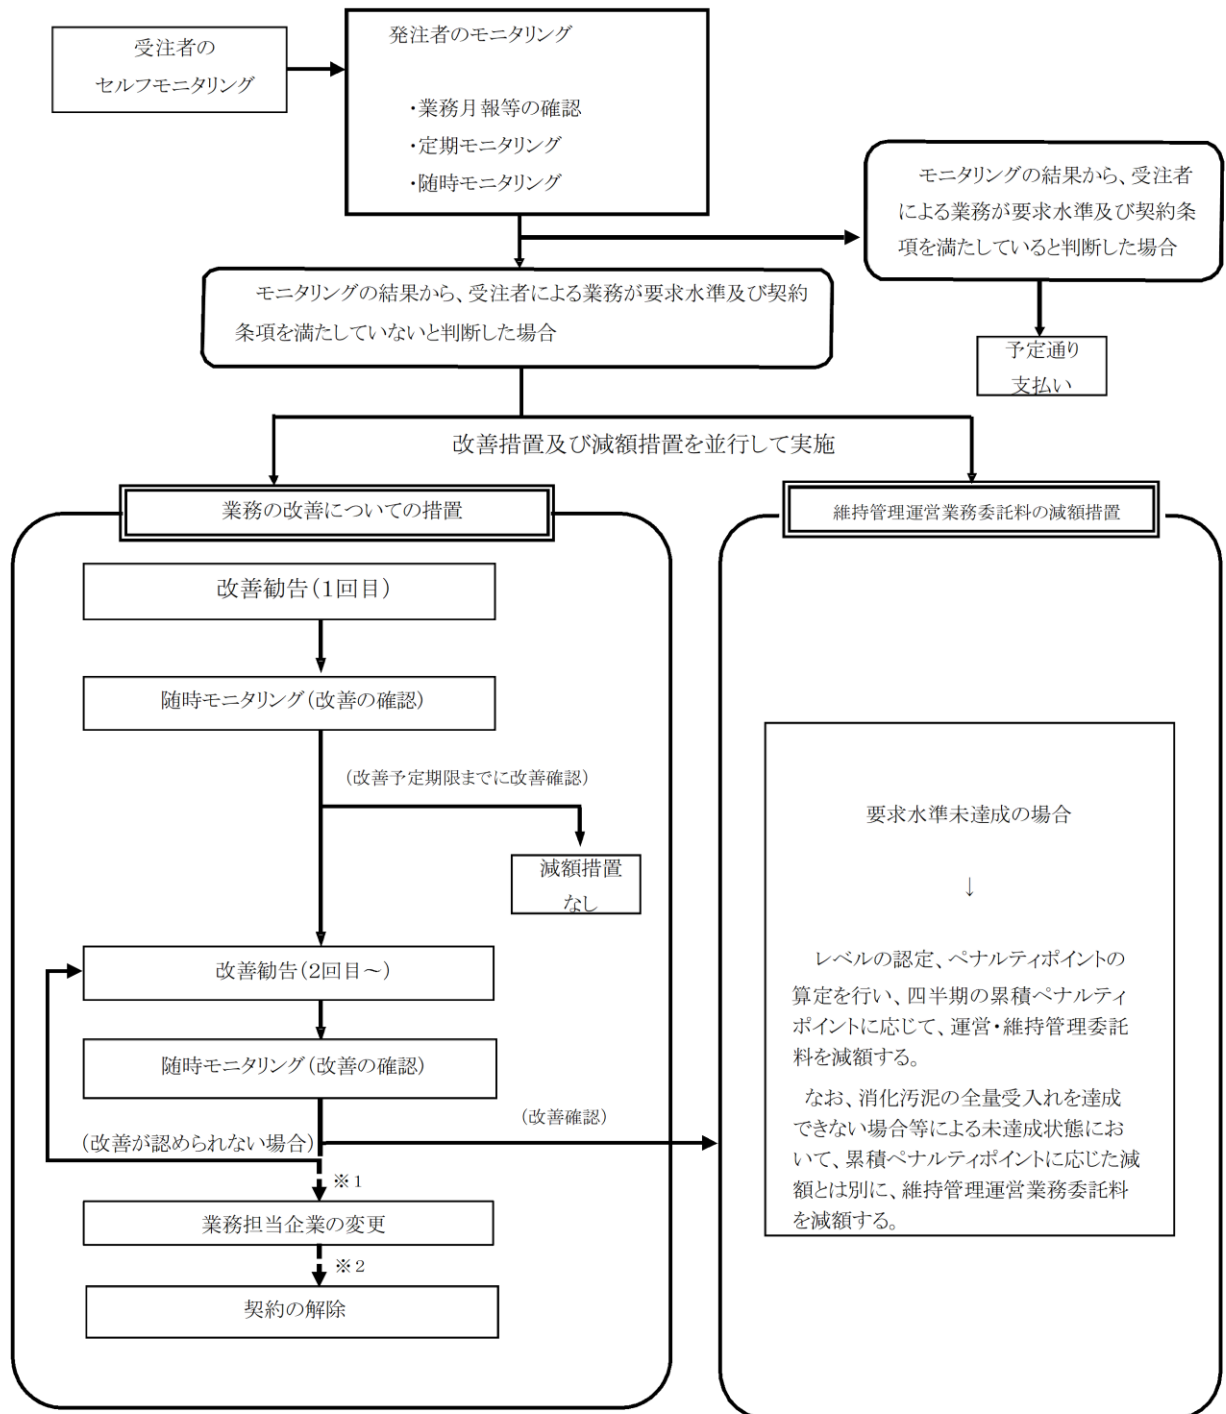 受注者の
セルフモニタリング
発注者のモニタリング
・業務月報等の確認
・定期モニタリング
・随時モニタリング
モニタリングの結果から、受注者
による業務が要求水準及び契約条
項を満たしていると判断した場合
モニタリングの結果から、受注者による業務が要求水準及び契約
条項を満たしていないと判断した場合
予定通り
支払い
改善措置及び減額措置を並行して実施
業務の改善についての措置
改善勧告(1回目)
随時モニタリング(改善の確認)
(改善予定期限までに改善確認)
減額措置
なし
改善勧告(2回目～)
随時モニタリング(改善の確認)
(改善確認)
(改善が認められない場合)
※1
業務担当企業の変更
※2
契約の解除
維持管理運営業務委託料の減額措置
要求水準未達成の場合
↓
レベルの認定、ペナルティポイントの
算定を行い、四半期の累積ペナルティ
ポイントに応じて、運営・維持管理委託
料を減額する。
なお、消化汚泥の全量受入れを達成
できない場合等による未達成状態にお
いて、累積ペナルティポイントに応じた減
額とは別に、維持管理運営業務委託料
を減額する。